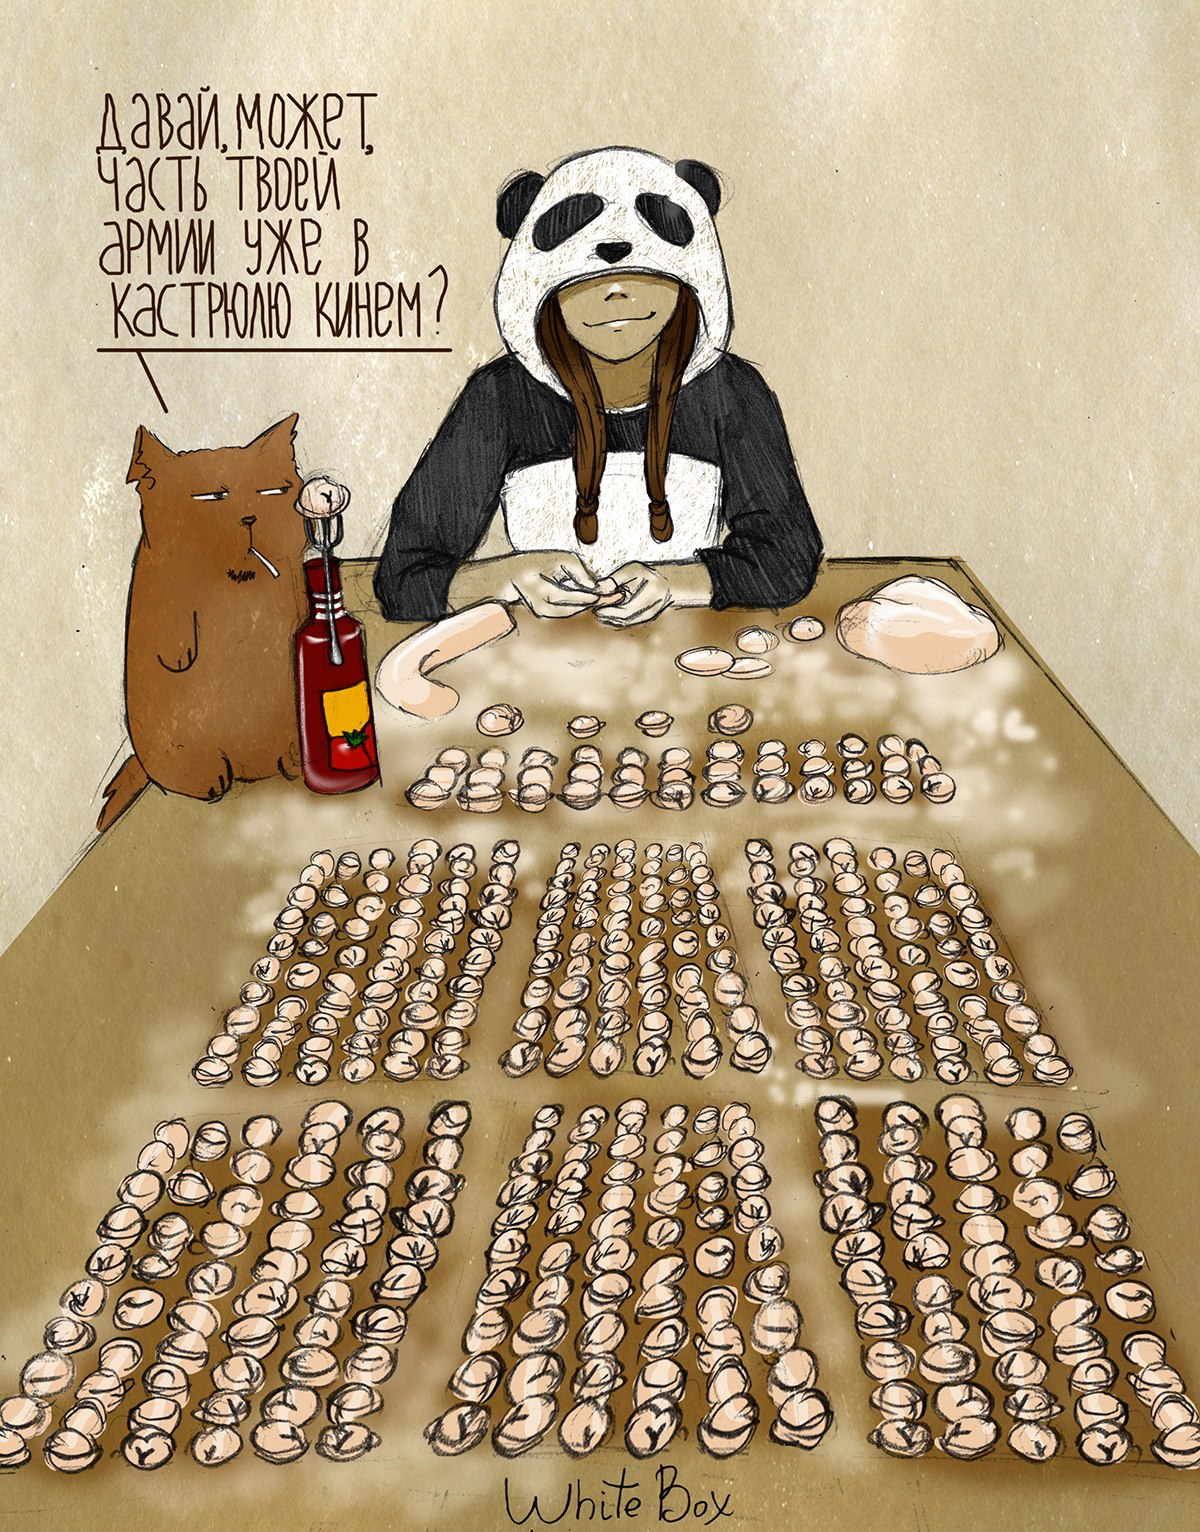 Давай, может,
часть твоей
армии уже в
кастрюлю кинем?
White Box